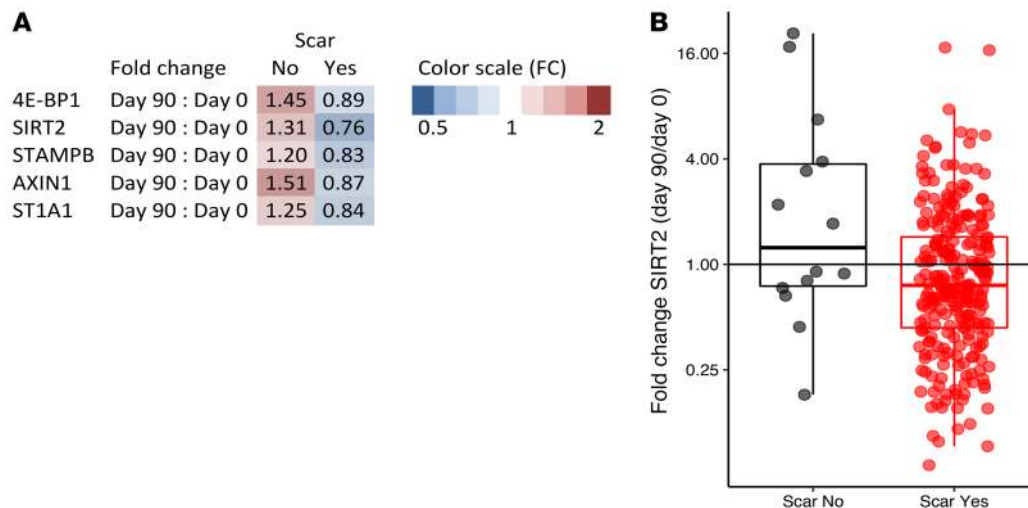 A
Scar
Fold change No Yes
4E-BP1 Day 90 : Day 0 1.45 0.89
SIRT2 Day 90 : Day 0 1.31 0.76
STAMPB Day 90 : Day 0 1.20 0.83
AXIN1 Day 90 : Day 0 1.51 0.87
ST1A1 Day 90 : Day 0 1.25 0.84
Color scale (FC)
0.5 1 2
B
Fold change SIRT2 (day 90/day 0)
16.00
4.00
1.00
0.25
Scar No Scar Yes